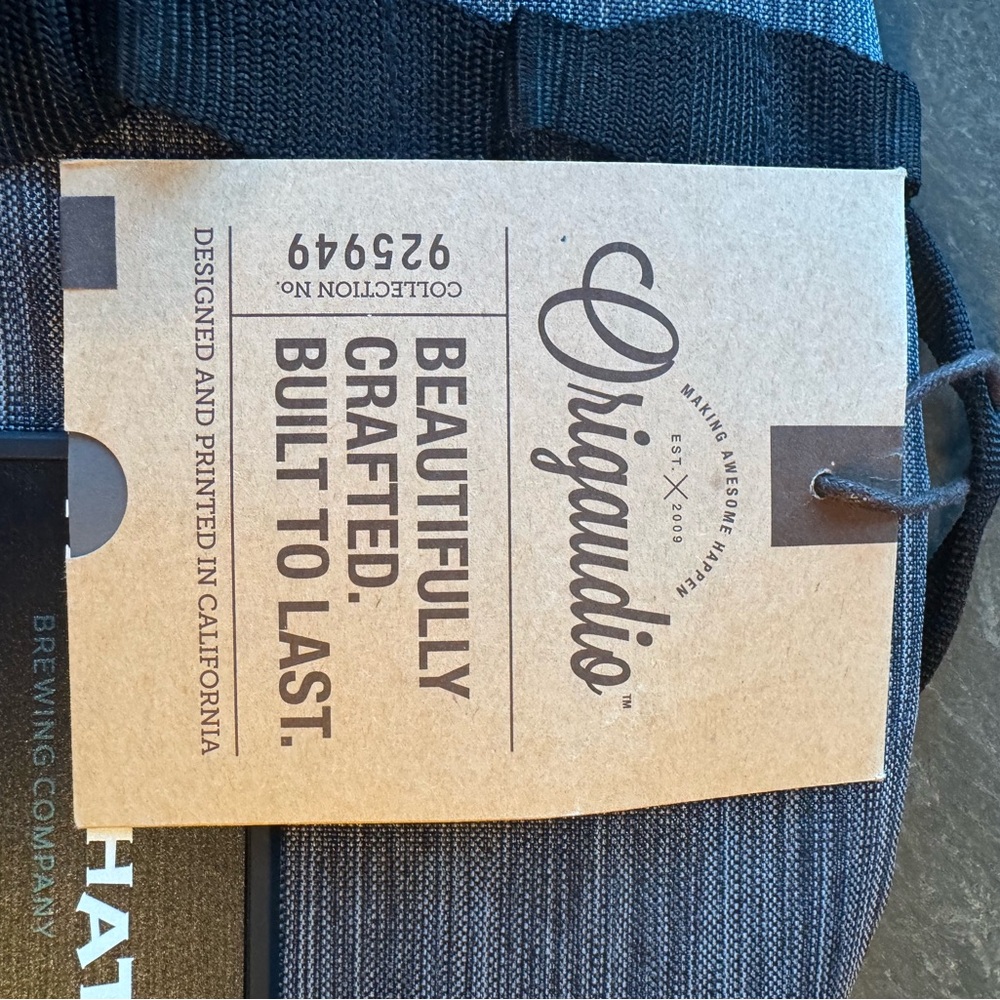 MAKING AWESOME HAPPEN
EST. 2009
Origaudio™
BEAUTIFULLY
CRAFTED.
BUILT TO LAST.
COLLECTION No.
925949
DESIGNED AND PRINTED IN CALIFORNIA
HAT
BREWING COMPANY